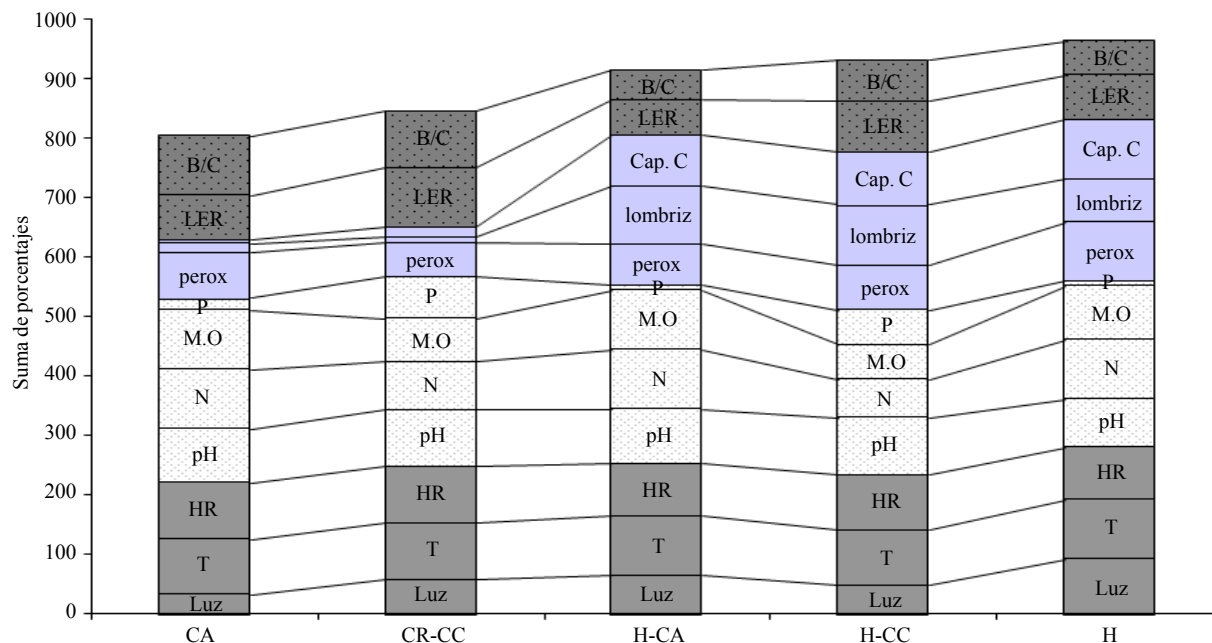 1000
900
800
700
600
500
400
300
200
100
0
Suma de porcentajes
B/C
LER
perox
P
M.O
N
pH
HR
T
Luz
B/C
LER
perox
P
M.O
N
pH
HR
T
Luz
B/C
LER
Cap. C
lombriz
perox
P
M.O
N
pH
HR
T
Luz
B/C
LER
Cap. C
lombriz
perox
P
M.O
N
pH
HR
T
Luz
B/C
LER
Cap. C
lombriz
perox
P
M.O
N
pH
HR
T
Luz
CA CR-CC H-CA H-CC H